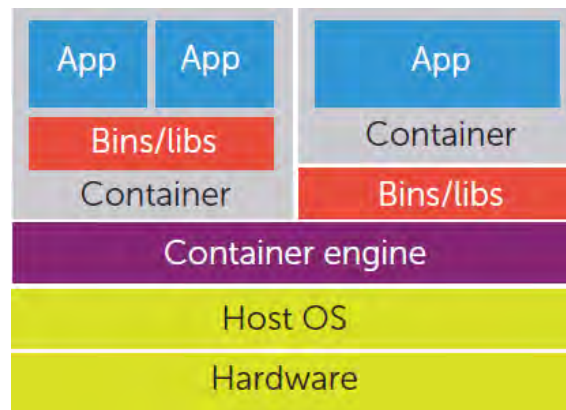 App App
Bins/libs
Container
App
Container
Bins/libs
Container engine
Host OS
Hardware